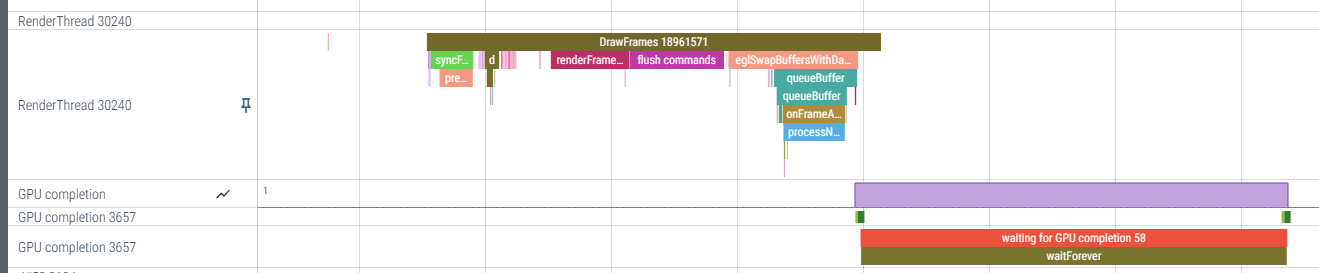 RenderThread 30240
DrawFrames 18961571
syncF...
d
renderFrame...
flush commands
eglSwapBuffersWithDa...
pre...
queueBuffer
RenderThread 30240
queueBuffer
onFrameA...
processN...
GPU completion
1
GPU completion 3657
waiting for GPU completion 58
GPU completion 3657
waitForever